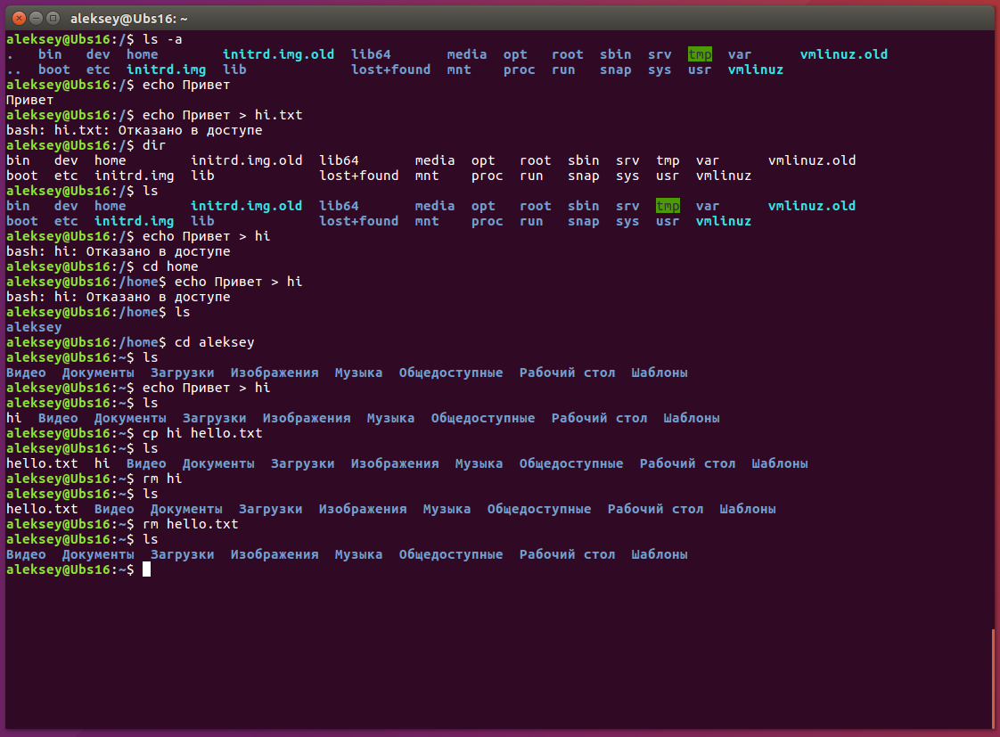 aleksey@Ubs16: ~
aleksey@Ubs16:/$ ls -a
.   bin   dev  home        initrd.img.old  lib64       media  opt   root  sbin  srv  tmp  var      vmlinuz.old
..  boot  etc  initrd.img  lib             lost+found  mnt    proc  run   snap  sys  usr  vmlinuz
aleksey@Ubs16:/$ echo Привет
Привет
aleksey@Ubs16:/$ echo Привет > hi.txt
bash: hi.txt: Отказано в доступе
aleksey@Ubs16:/$ dir
bin   dev  home        initrd.img.old  lib64       media  opt   root  sbin  srv  tmp  var      vmlinuz.old
boot  etc  initrd.img  lib             lost+found  mnt    proc  run   snap  sys  usr  vmlinuz
aleksey@Ubs16:/$ ls
bin   dev  home        initrd.img.old  lib64       media  opt   root  sbin  srv  tmp  var      vmlinuz.old
boot  etc  initrd.img  lib             lost+found  mnt    proc  run   snap  sys  usr  vmlinuz
aleksey@Ubs16:/$ echo Привет > hi
bash: hi: Отказано в доступе
aleksey@Ubs16:/$ cd home
aleksey@Ubs16:/home$ echo Привет > hi
bash: hi: Отказано в доступе
aleksey@Ubs16:/home$ ls
aleksey
aleksey@Ubs16:/home$ cd aleksey
aleksey@Ubs16:~$ ls
Видео  Документы  Загрузки  Изображения  Музыка  Общедоступные  Рабочий стол  Шаблоны
aleksey@Ubs16:~$ echo Привет > hi
aleksey@Ubs16:~$ ls
hi  Видео  Документы  Загрузки  Изображения  Музыка  Общедоступные  Рабочий стол  Шаблоны
aleksey@Ubs16:~$ cp hi hello.txt
aleksey@Ubs16:~$ ls
hello.txt  hi  Видео  Документы  Загрузки  Изображения  Музыка  Общедоступные  Рабочий стол  Шаблоны
aleksey@Ubs16:~$ rm hi
aleksey@Ubs16:~$ ls
hello.txt  Видео  Документы  Загрузки  Изображения  Музыка  Общедоступные  Рабочий стол  Шаблоны
aleksey@Ubs16:~$ rm hello.txt
aleksey@Ubs16:~$ ls
Видео  Документы  Загрузки  Изображения  Музыка  Общедоступные  Рабочий стол  Шаблоны
aleksey@Ubs16:~$